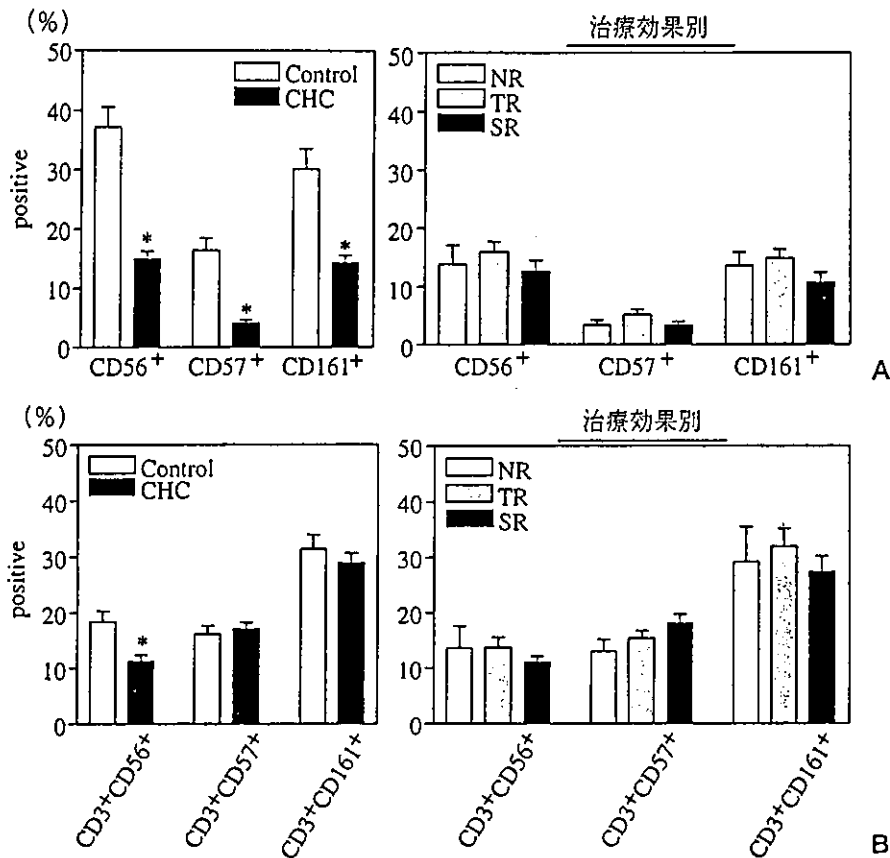 (%)
治療効果別
50
40
30
20
10
0
positive
Control
CHC
*
*
*
CD56+
CD57+
CD161+
50
40
30
20
10
0
NR
TR
SR
CD56+
CD57+
CD161+
A
(%)
治療効果別
50
40
30
20
10
0
positive
Control
CHC
*
CD3+CD56+
CD3+CD57+
CD3+CD161+
50
40
30
20
10
0
NR
TR
SR
CD3+CD56+
CD3+CD57+
CD3+CD161+
B